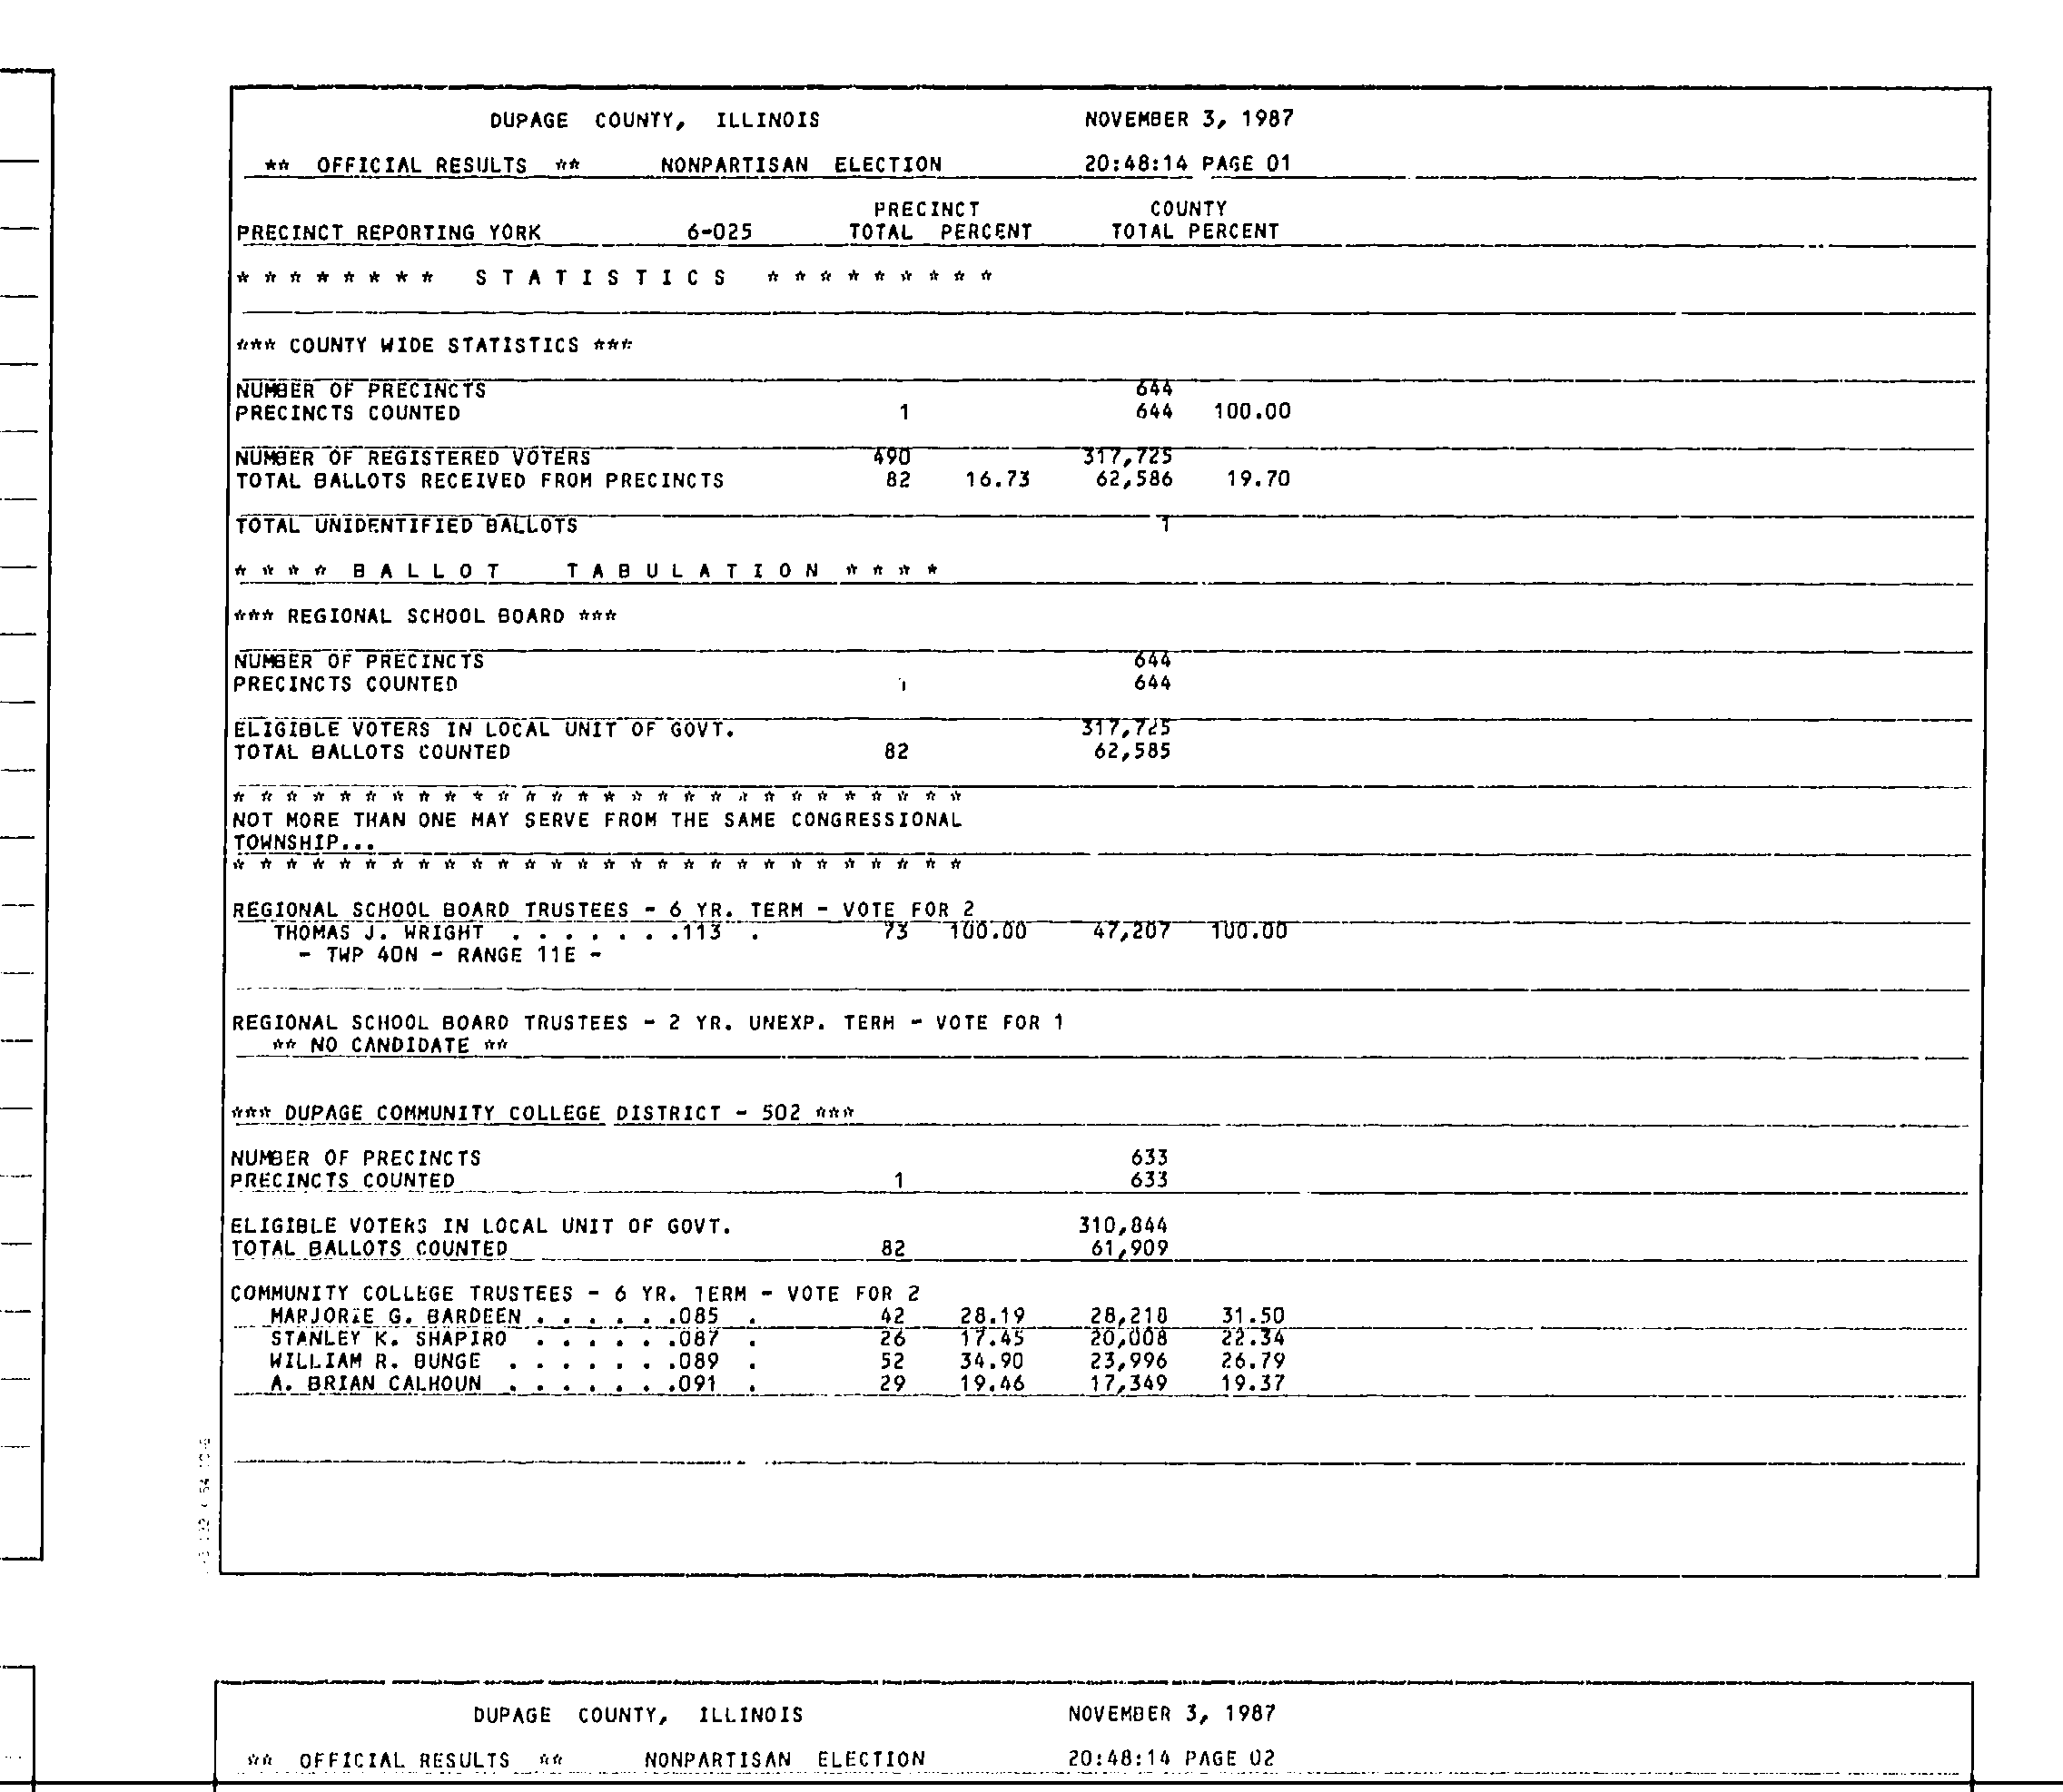 DUPAGE COUNTY, ILLINOIS NOVEMBER 3, 1987
** OFFICIAL RESULTS ** NONPARTISAN ELECTION 20:48:14 PAGE 01
PRECINCT COUNTY
PRECINCT REPORTING YORK 6-025 TOTAL PERCENT TOTAL PERCENT
* * * * * * * * S T A T I S T I C S * * * * * * * * *
*** COUNTY WIDE STATISTICS ***
NUMBER OF PRECINCTS 644
PRECINCTS COUNTED 1 644 100.00
NUMBER OF REGISTERED VOTERS 490 317,725
TOTAL BALLOTS RECEIVED FROM PRECINCTS 82 16.73 62,586 19.70
TOTAL UNIDENTIFIED BALLOTS 1
* * * * B A L L O T T A B U L A T I O N * * * *
*** REGIONAL SCHOOL BOARD ***
NUMBER OF PRECINCTS 644
PRECINCTS COUNTED 1 644
ELIGIBLE VOTERS IN LOCAL UNIT OF GOVT. 317,725
TOTAL BALLOTS COUNTED 82 62,585
* * * * * * * * * * * * * * * * * * * * * * * * * * * *
NOT MORE THAN ONE MAY SERVE FROM THE SAME CONGRESSIONAL
TOWNSHIP...
* * * * * * * * * * * * * * * * * * * * * * * * * * * *
REGIONAL SCHOOL BOARD TRUSTEES - 6 YR. TERM - VOTE FOR 2
THOMAS J. WRIGHT . . . . . . .113 . 73 100.00 47,207 100.00
- TWP 40N - RANGE 11E -
REGIONAL SCHOOL BOARD TRUSTEES - 2 YR. UNEXP. TERM - VOTE FOR 1
** NO CANDIDATE **
*** DUPAGE COMMUNITY COLLEGE DISTRICT - 502 ***
NUMBER OF PRECINCTS 633
PRECINCTS COUNTED 1 633
ELIGIBLE VOTERS IN LOCAL UNIT OF GOVT. 310,844
TOTAL BALLOTS COUNTED 82 61,909
COMMUNITY COLLEGE TRUSTEES - 6 YR. TERM - VOTE FOR 2
MARJORIE G. BARDEEN . . . . . .085 . 42 28.19 28,218 31.50
STANLEY K. SHAPIRO . . . . . .087 . 26 17.45 20,008 22.34
WILLIAM R. BUNGE . . . . . . .089 . 52 34.90 23,996 26.79
A. BRIAN CALHOUN . . . . . . .091 . 29 19.46 17,349 19.37
DUPAGE COUNTY, ILLINOIS NOVEMBER 3, 1987
** OFFICIAL RESULTS ** NONPARTISAN ELECTION 20:48:14 PAGE 02